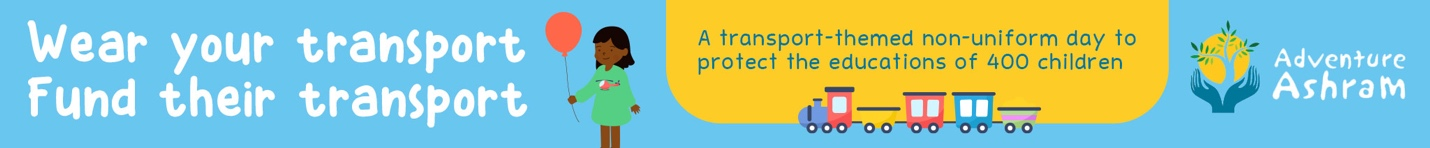 Wear your transport
Fund their transport
A transport-themed non-uniform day to
protect the educations of 400 children
Adventure
Ashram